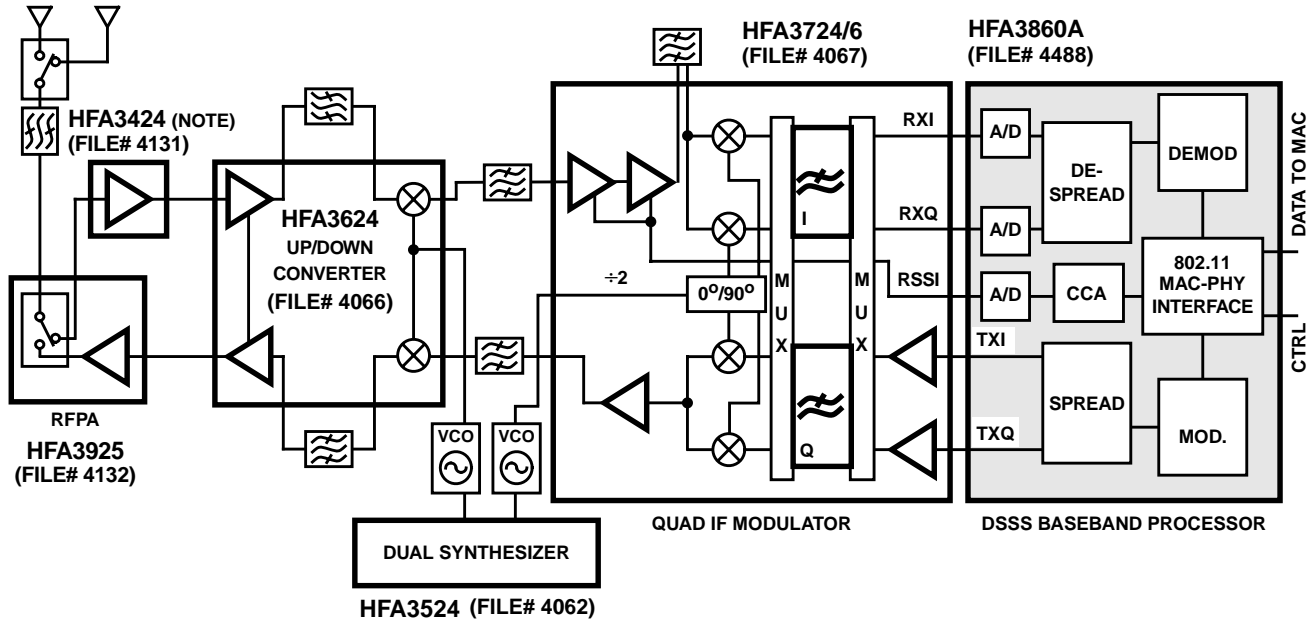 HFA3424 (NOTE)
(FILE# 4131)
HFA3624
UP/DOWN
CONVERTER
(FILE# 4066)
RFPA
HFA3925
(FILE# 4132)
VCO
VCO
DUAL SYNTHESIZER
HFA3524 (FILE# 4062)
HFA3724/6
(FILE# 4067)
÷2
0O/90O
M
U
X
I
Q
M
U
X
RXI
RXQ
RSSI
TXI
TXQ
QUAD IF MODULATOR
HFA3860A
(FILE# 4488)
A/D
A/D
A/D
DE-
SPREAD
DEMOD
CCA
802.11
MAC-PHY
INTERFACE
SPREAD
MOD.
DATA TO MAC
CTRL
DSSS BASEBAND PROCESSOR